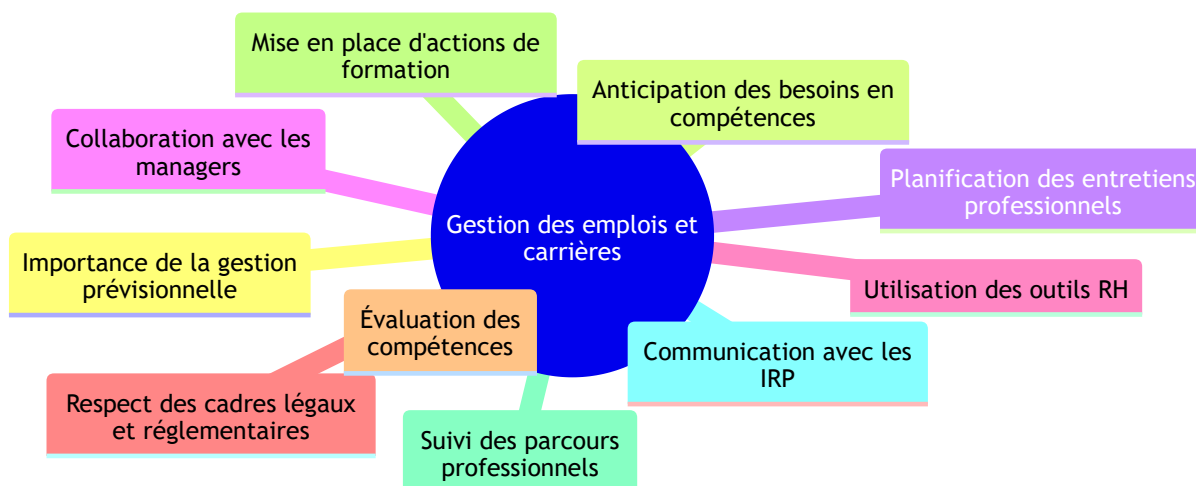 Mise en place d'actions de
formation
Anticipation des besoins en
compétences
Collaboration avec les
managers
Planification des entretiens
professionnels
Gestion des emplois et
carrières
Importance de la gestion
prévisionnelle
Utilisation des outils RH
Évaluation des
compétences
Communication avec les
IRP
Respect des cadres légaux
et réglementaires
Suivi des parcours
professionnels